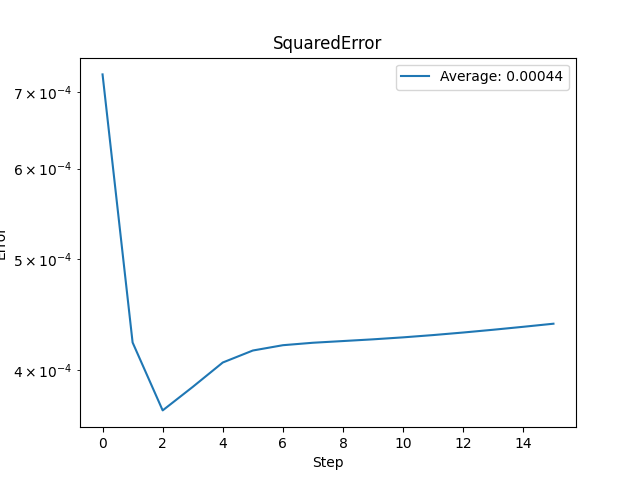 SquaredError
Average: 0.00044
7 × 10⁻⁴
6 × 10⁻⁴
5 × 10⁻⁴
4 × 10⁻⁴
Error
0 2 4 6 8 10 12 14
Step